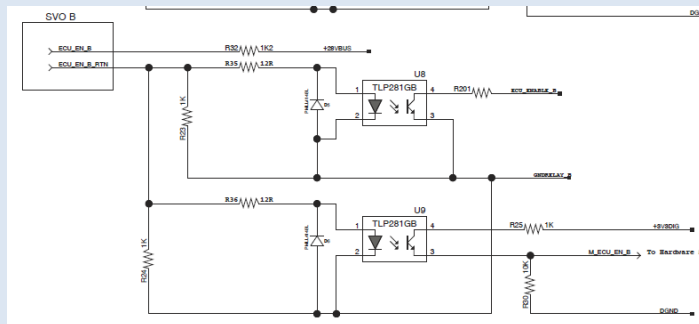 SVO B
DG
ECU_EN_B
R32 1K2
+28VBUS
ECU_EN_B_RTN
R35 12R
U8
TLP281GB
1
4
R201
ECU_ENABLE_B
2
3
R23 1K
GNDRELAY_B
R36 12R
U9
TLP281GB
1
4
R25 1K
2
3
M_ECU_EN_B
To Hardware
R24 1K
R30 10K
DGND